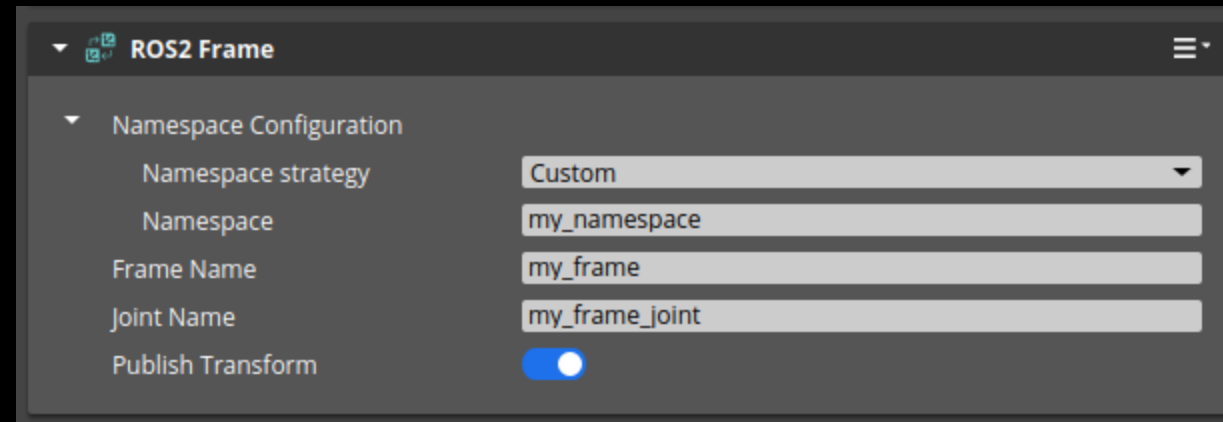 ROS2 Frame
Namespace Configuration
Namespace strategy Custom
Namespace my_namespace
Frame Name my_frame
Joint Name my_frame_joint
Publish Transform